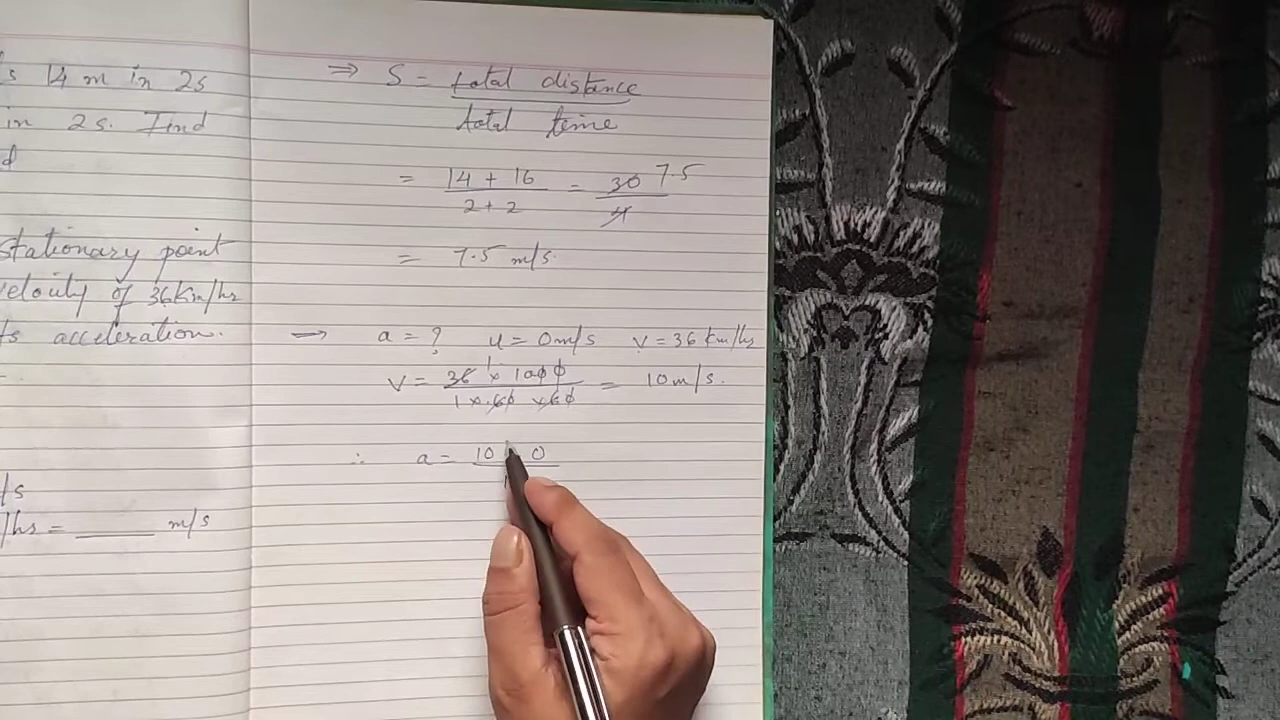 s 14 m in 2s
in 2s. Find
d
stationary point
velocity of 36Km/hr
ts acceleration.
/s
/hs = ____ m/s
⇒ S = total distance
total time
= 14 + 16 = 30 7.5
2 + 2 4
= 7.5 m/s.
→ a = ? u = 0 m/s v = 36 Km/hs
V = 36 × 1000 = 10 m/s.
1 × 60 × 60
∴ a = 10 0